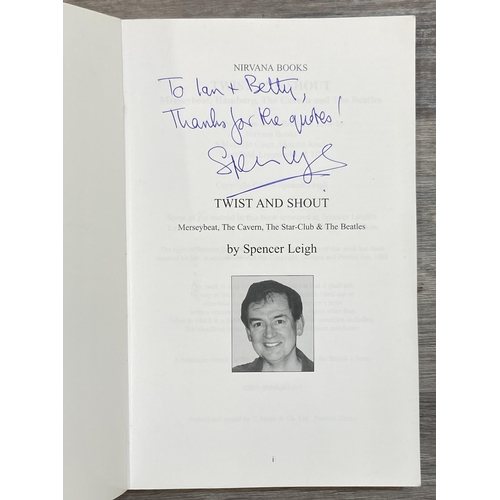 NIRVANA BOOKS
To Ian + Betty,
Thanks for the quotes!
Spencer Leigh
TWIST AND SHOUT
Merseybeat, The Cavern, The Star-Club & The Beatles
by Spencer Leigh
i